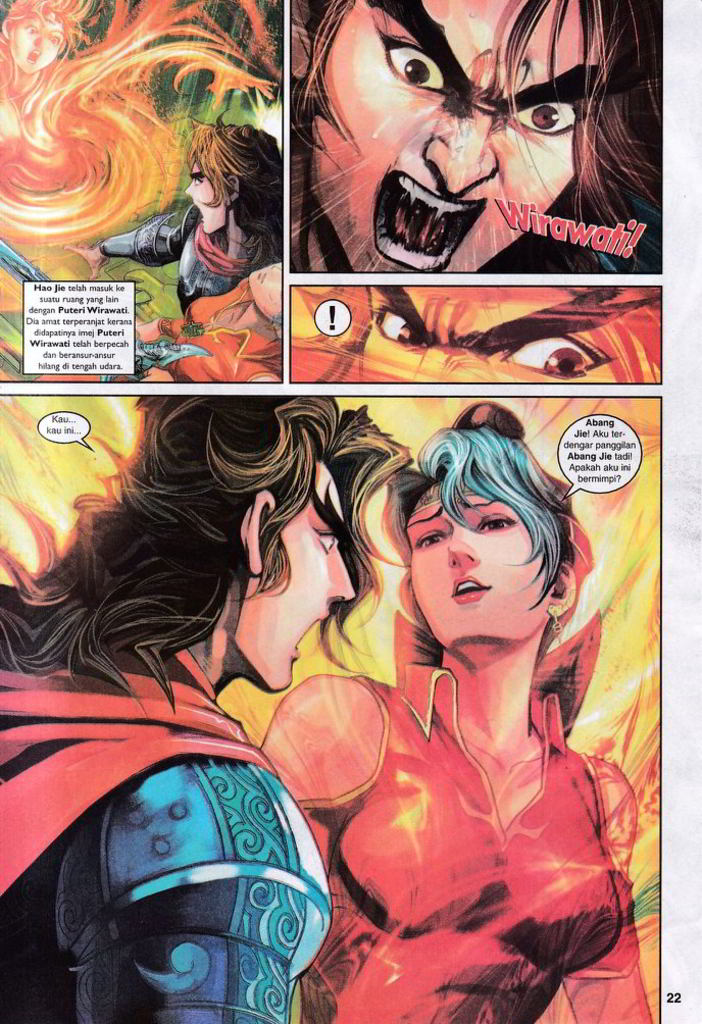 Hao Jie telah masuk ke
suatu ruang yang lain
dengan Puteri Wirawati.
Dia amat terperanjat kerana
didapatinya imej Puteri
Wirawati telah berpecah
dan beransur-ansur
hilang di tengah udara.
Wirawati!
!
Kau...
kau ini...
Abang
Jie! Aku ter-
dengar panggilan
Abang Jie tadi!
Apakah aku ini
bermimpi?
22